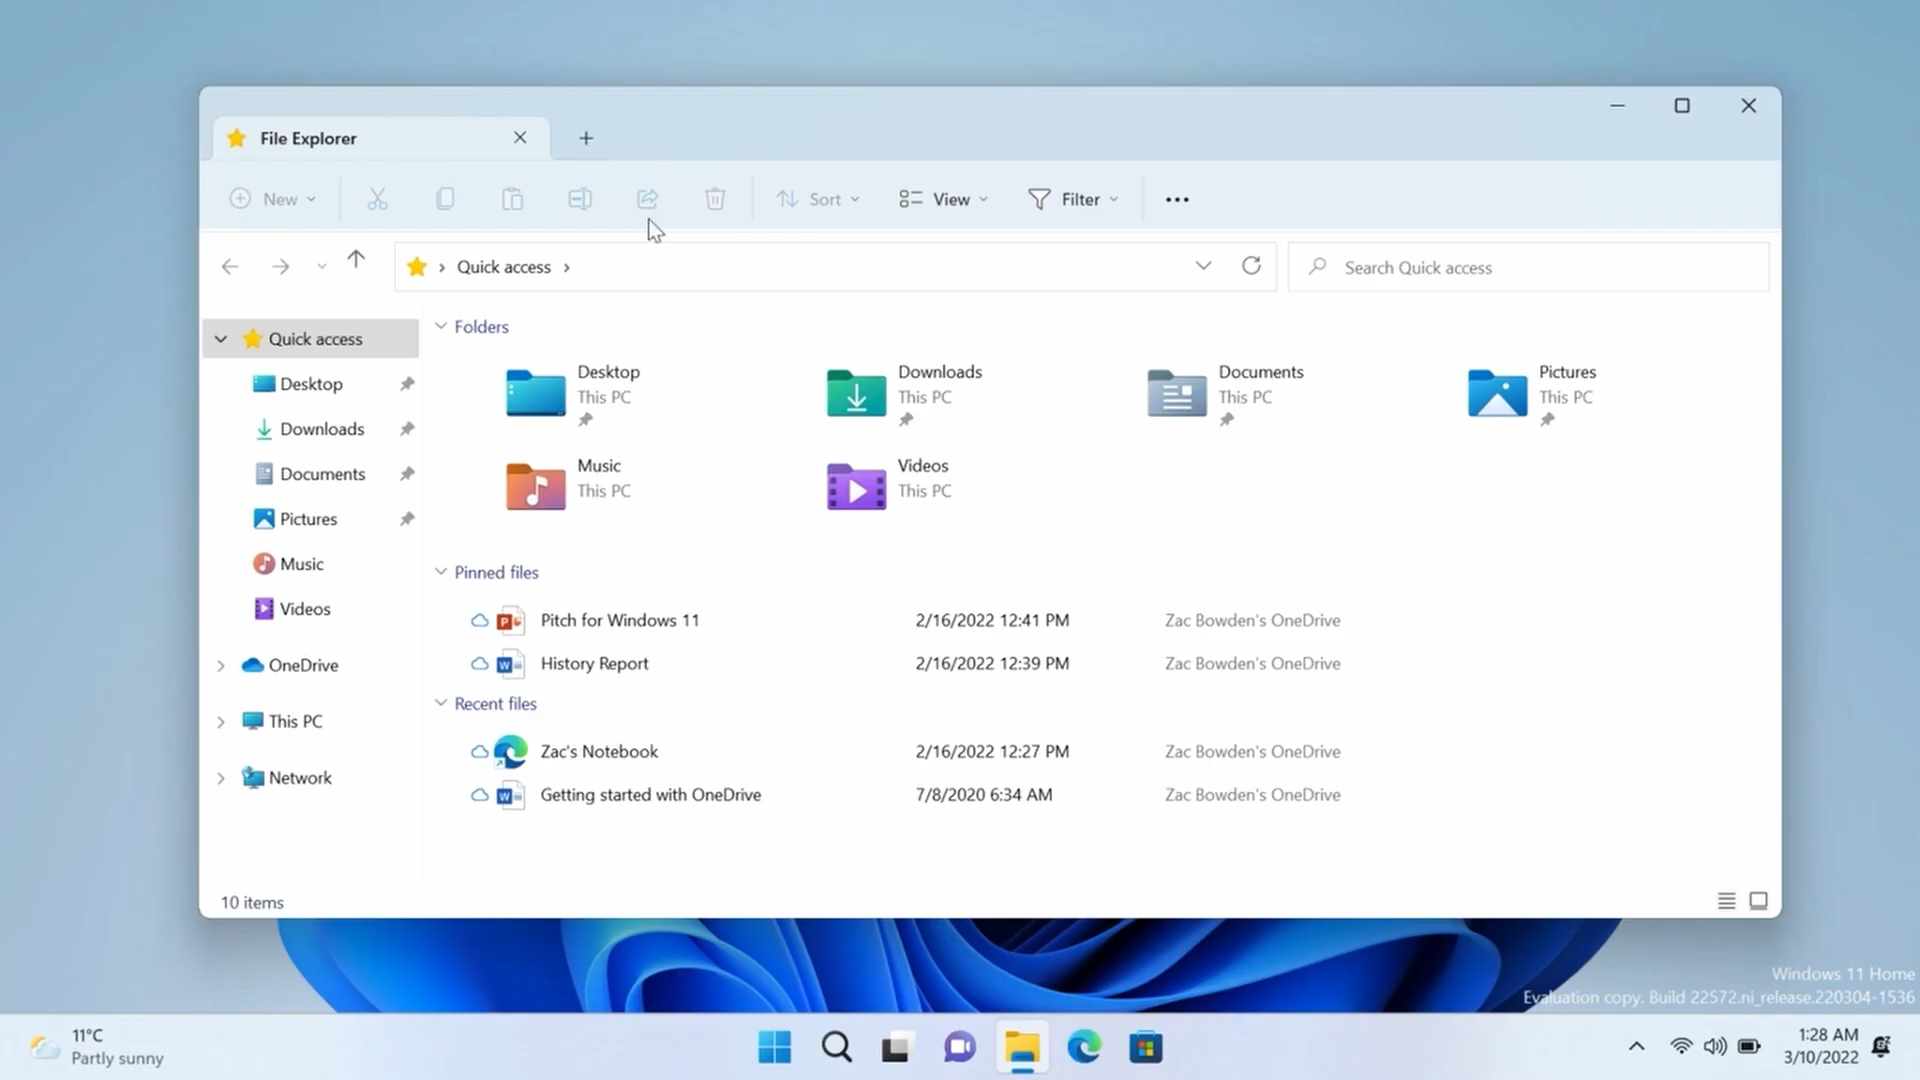 File Explorer
New
Sort
View
Filter
Quick access
Search Quick access
Quick access
Desktop
Downloads
Documents
Pictures
Music
Videos
OneDrive
This PC
Network
Folders
Desktop
This PC
Downloads
This PC
Documents
This PC
Pictures
This PC
Music
This PC
Videos
This PC
Pinned files
Pitch for Windows 11 2/16/2022 12:41 PM Zac Bowden's OneDrive
History Report 2/16/2022 12:39 PM Zac Bowden's OneDrive
Recent files
Zac's Notebook 2/16/2022 12:27 PM Zac Bowden's OneDrive
Getting started with OneDrive 7/8/2020 6:34 AM Zac Bowden's OneDrive
10 items
Windows 11 Home
Evaluation copy. Build 22572.ni_release.220304-1536
11°C
Partly sunny
1:28 AM
3/10/2022